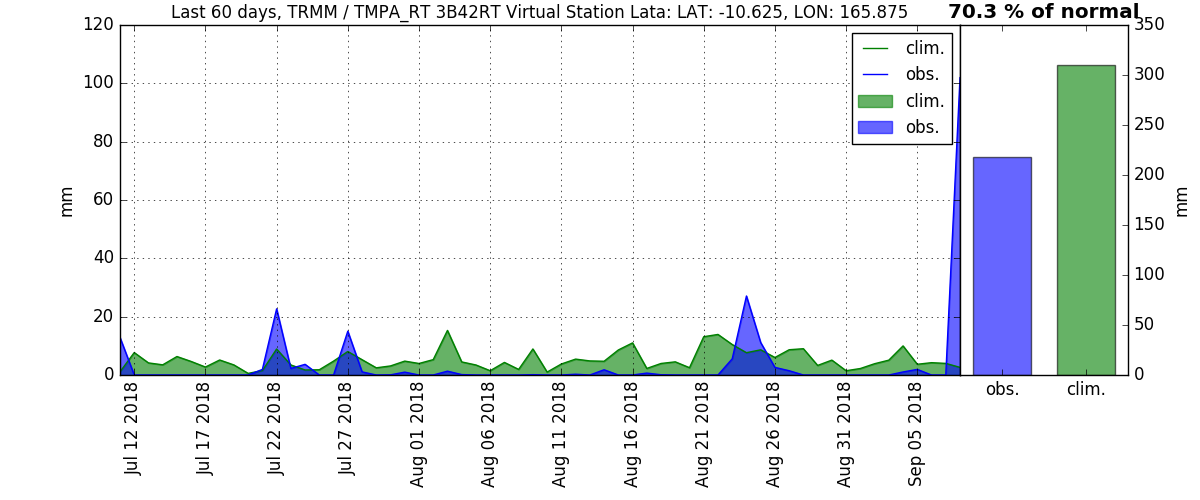 Last 60 days, TRMM / TMPA_RT 3B42RT Virtual Station Lata: LAT: -10.625, LON: 165.875
70.3 % of normal
120
100
80
60
40
20
0
mm
clim.
obs.
clim.
obs.
350
300
250
200
150
100
50
0
mm
obs.
clim.
Jul 12 2018
Jul 17 2018
Jul 22 2018
Jul 27 2018
Aug 01 2018
Aug 06 2018
Aug 11 2018
Aug 16 2018
Aug 21 2018
Aug 26 2018
Aug 31 2018
Sep 05 2018